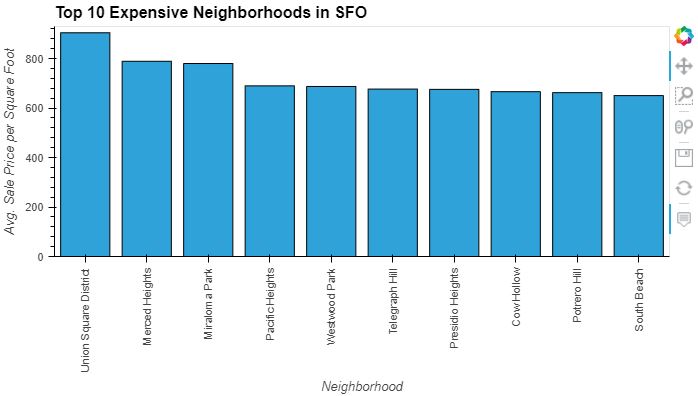 Top 10 Expensive Neighborhoods in SFO
Avg. Sale Price per Square Foot
800
600
400
200
0
Union Square District
Merced Heights
Miraloma Park
Pacific Heights
Westwood Park
Telegraph Hill
Presidio Heights
Cow Hollow
Potrero Hill
South Beach
Neighborhood